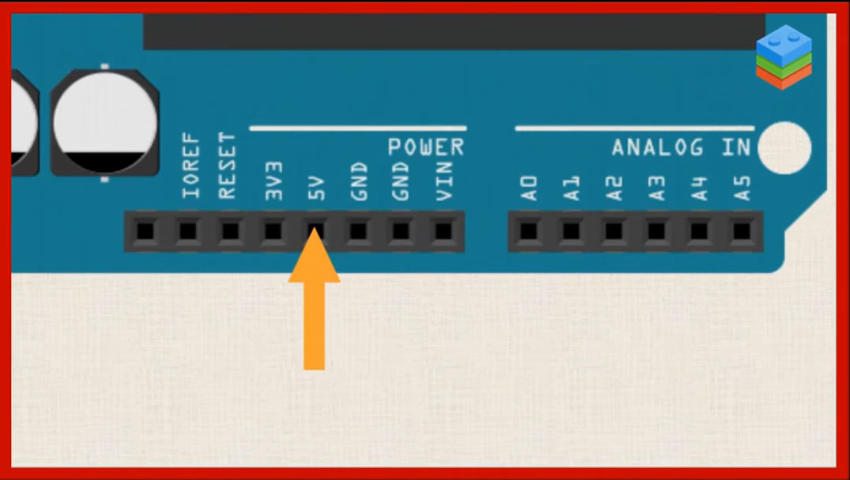 POWER
ANALOG IN
IOREF
RESET
3V3
5V
GND
GND
VIN
A0
A1
A2
A3
A4
A5